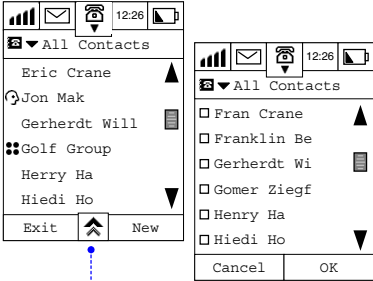 12:26
All Contacts
Eric Crane
Jon Mak
Gerherdt Will
Golf Group
Herry Ha
Hiedi Ho
Exit New
12:26
All Contacts
Fran Crane
Franklin Be
Gerherdt Wi
Gomer Ziegf
Henry Ha
Hiedi Ho
Cancel OK